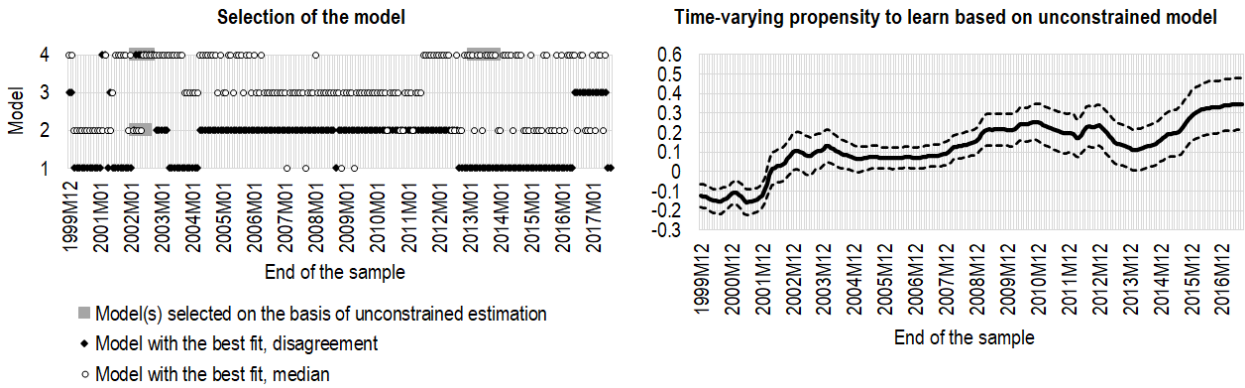 Selection of the model
4
3
2
1
Model
1999M12
2001M01
2002M01
2003M01
2004M01
2005M01
2006M01
2007M01
2008M01
2009M01
2010M01
2011M01
2012M01
2013M01
2014M01
2015M01
2016M01
2017M01
End of the sample
Model(s) selected on the basis of unconstrained estimation
Model with the best fit, disagreement
Model with the best fit, median
Time-varying propensity to learn based on unconstrained model
0.6
0.5
0.4
0.3
0.2
0.1
0
-0.1
-0.2
-0.3
1999M12
2000M12
2001M12
2002M12
2003M12
2004M12
2005M12
2006M12
2007M12
2008M12
2009M12
2010M12
2011M12
2012M12
2013M12
2014M12
2015M12
2016M12
End of the sample